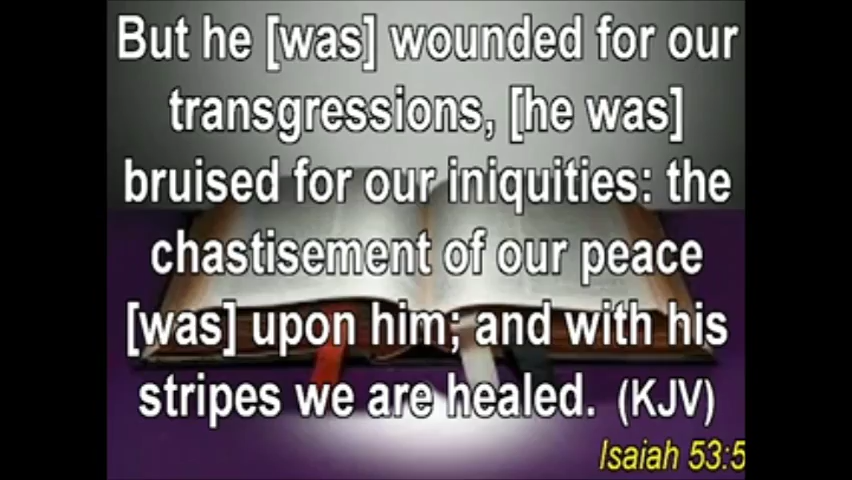 But he [was] wounded for our
transgressions, [he was]
bruised for our iniquities: the
chastisement of our peace
[was] upon him; and with his
stripes we are healed. (KJV)
Isaiah 53:5